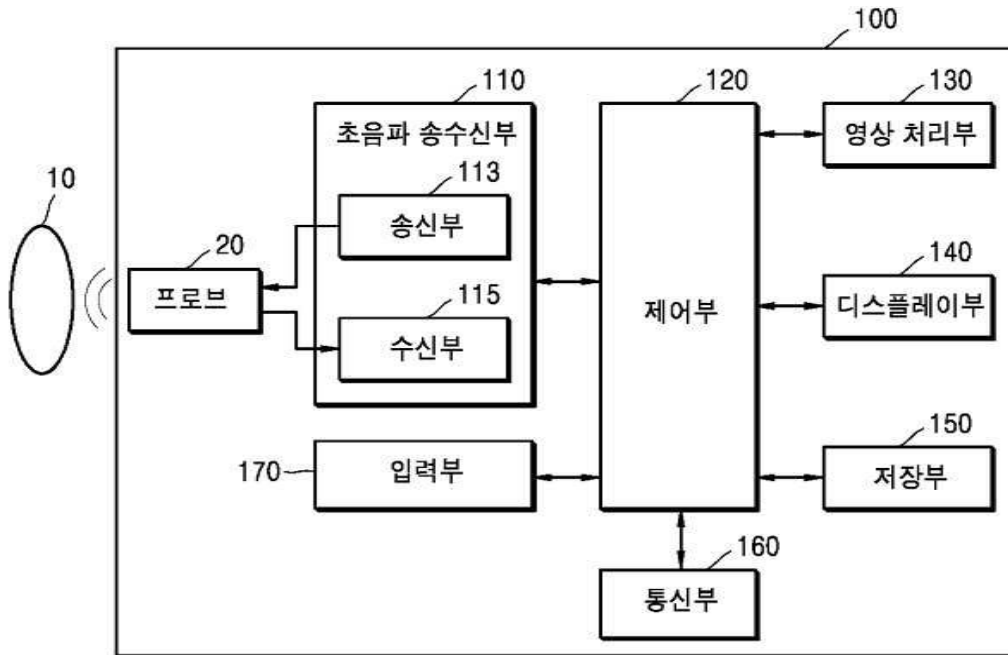 100
110
120
130
초음파 송수신부
영상 처리부
10
113
송신부
20
140
프로브
제어부
디스플레이부
115
수신부
150
170
입력부
저장부
160
통신부